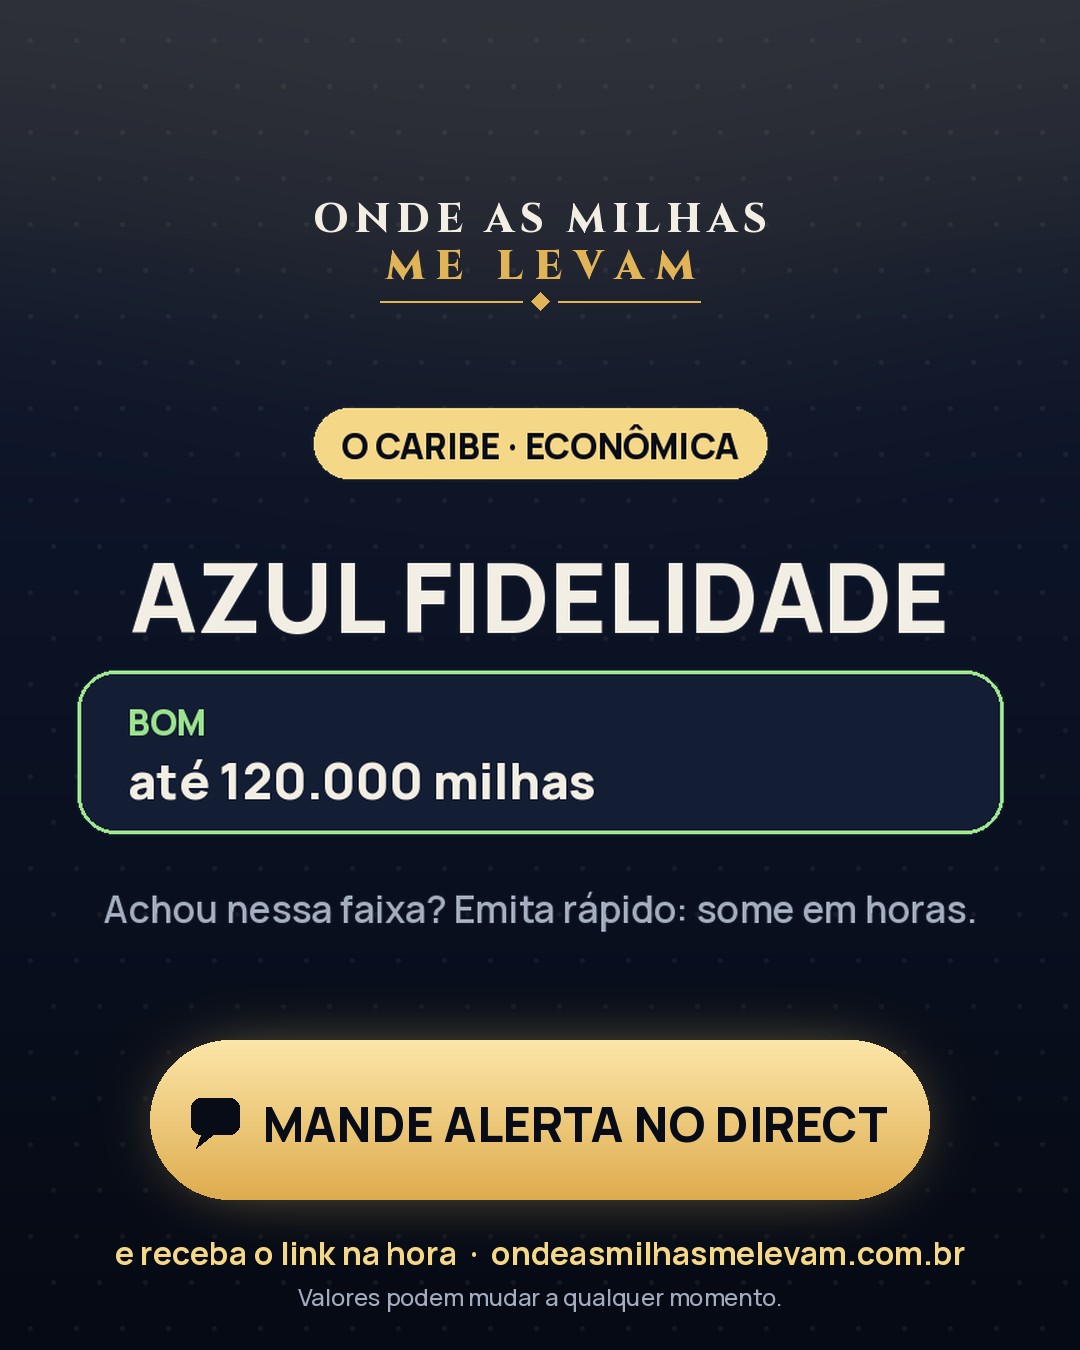 ONDE AS MILHAS
ME LEVAM
O CARIBE · ECONÔMICA
AZUL FIDELIDADE
BOM
até 120.000 milhas
Achou nessa faixa? Emita rápido: some em horas.
MANDE ALERTA NO DIRECT
e receba o link na hora · ondeasmilhasmelevam.com.br
Valores podem mudar a qualquer momento.